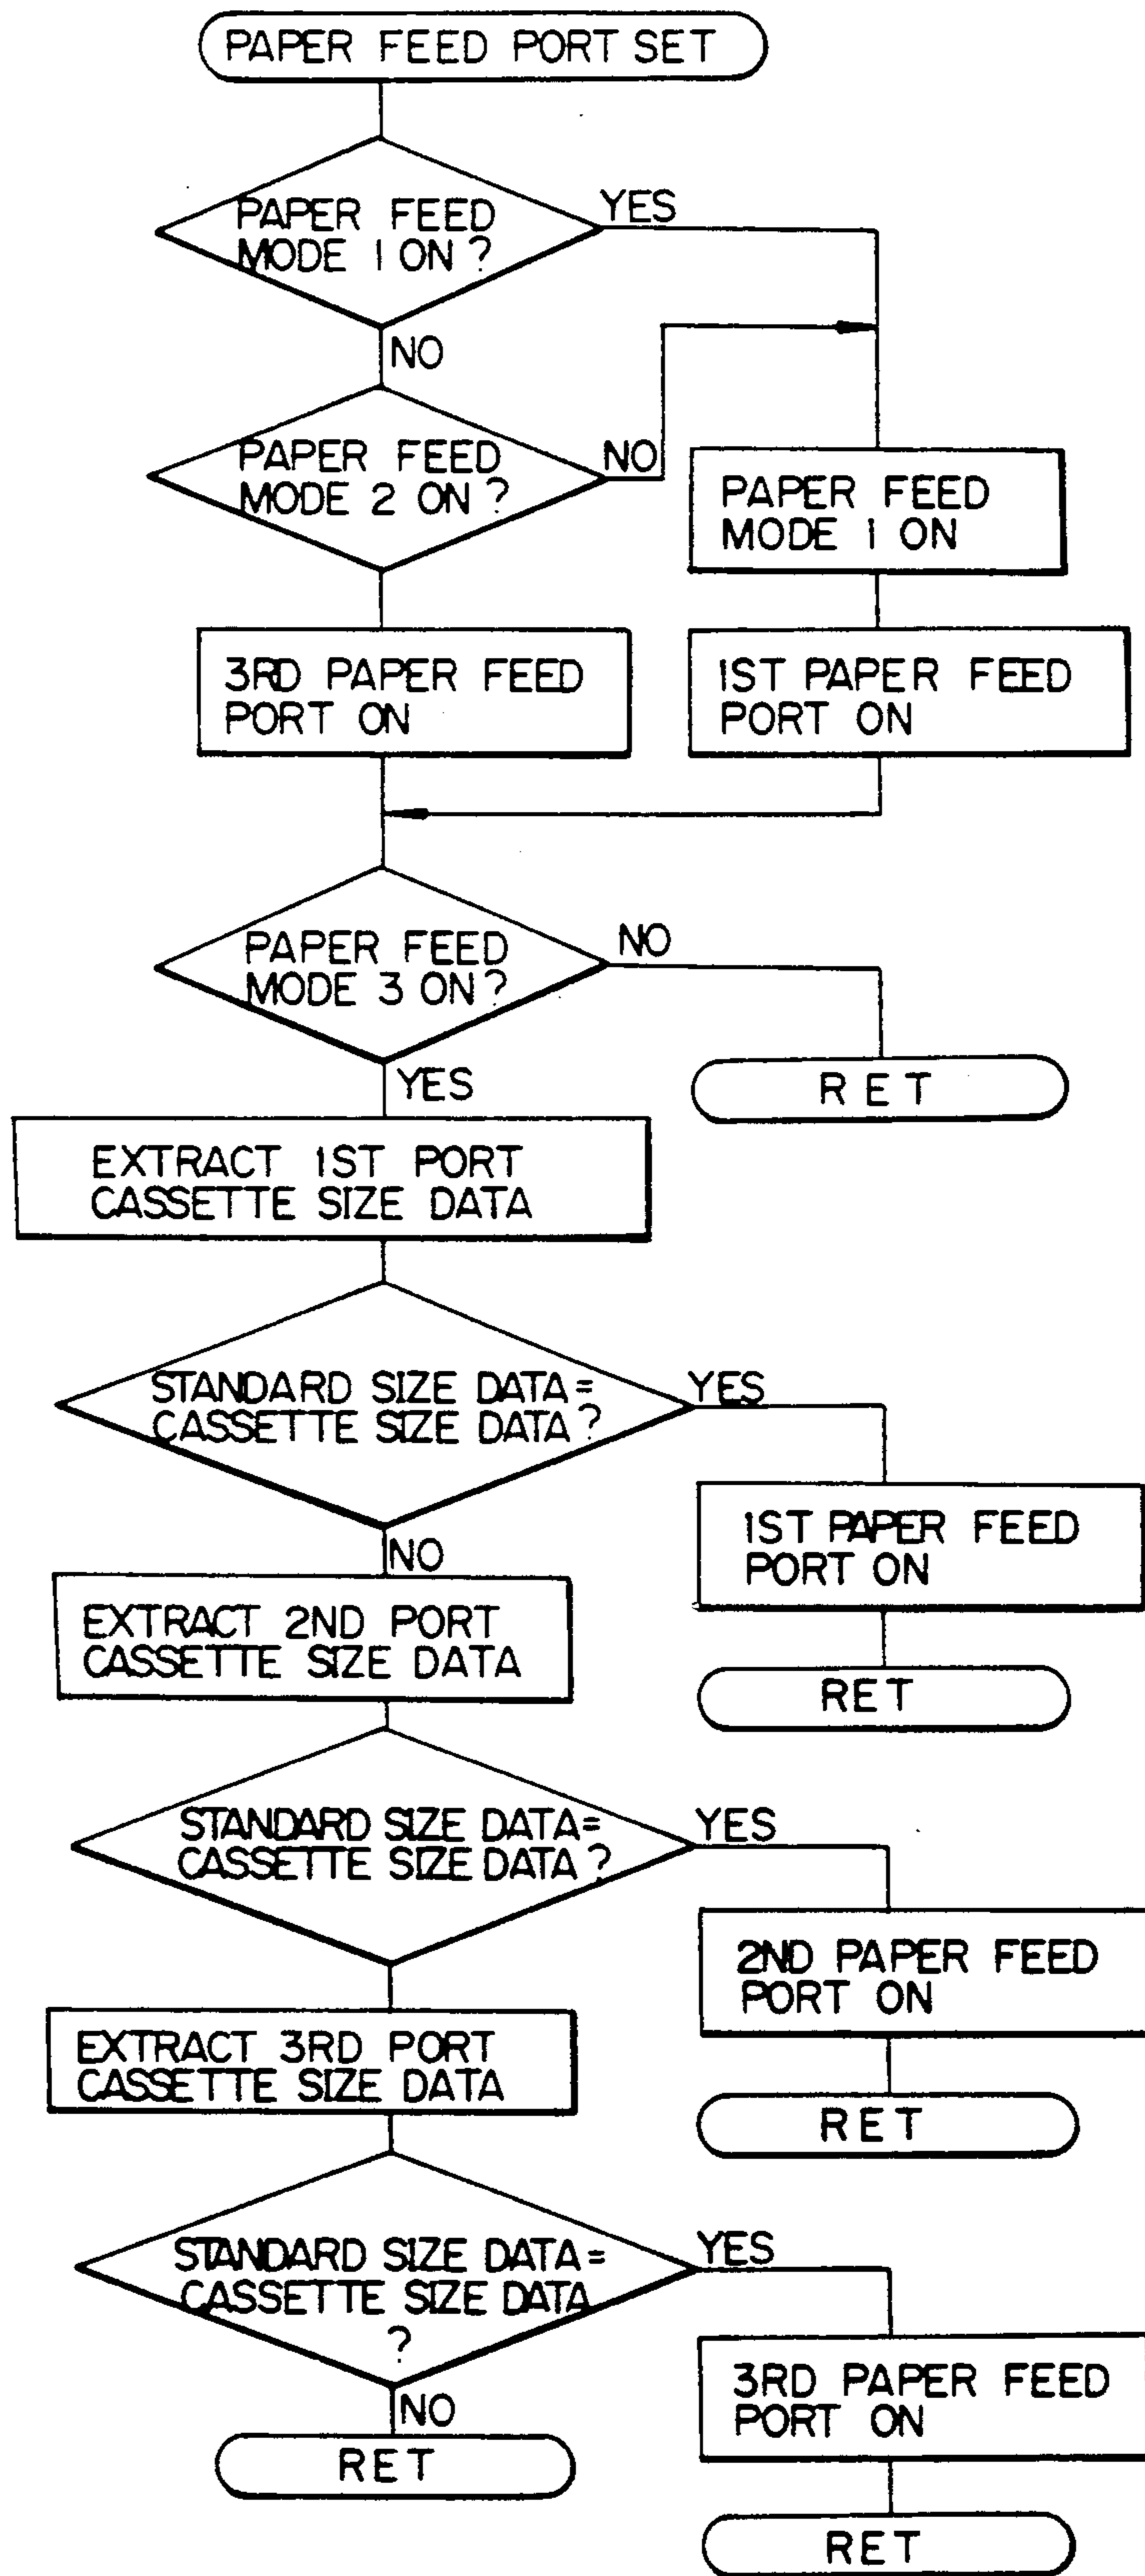 PAPER FEED PORT SET
PAPER FEED
MODE 1 ON ?
YES
NO
PAPER FEED
MODE 2 ON ?
NO
PAPER FEED
MODE 1 ON
3RD PAPER FEED
PORT ON
1ST PAPER FEED
PORT ON
PAPER FEED
MODE 3 ON ?
NO
RET
YES
EXTRACT 1ST PORT
CASSETTE SIZE DATA
STANDARD SIZE DATA =
CASSETTE SIZE DATA ?
YES
1ST PAPER FEED
PORT ON
RET
NO
EXTRACT 2ND PORT
CASSETTE SIZE DATA
STANDARD SIZE DATA =
CASSETTE SIZE DATA ?
YES
2ND PAPER FEED
PORT ON
RET
EXTRACT 3RD PORT
CASSETTE SIZE DATA
STANDARD SIZE DATA =
CASSETTE SIZE DATA
?
YES
3RD PAPER FEED
PORT ON
RET
NO
RET